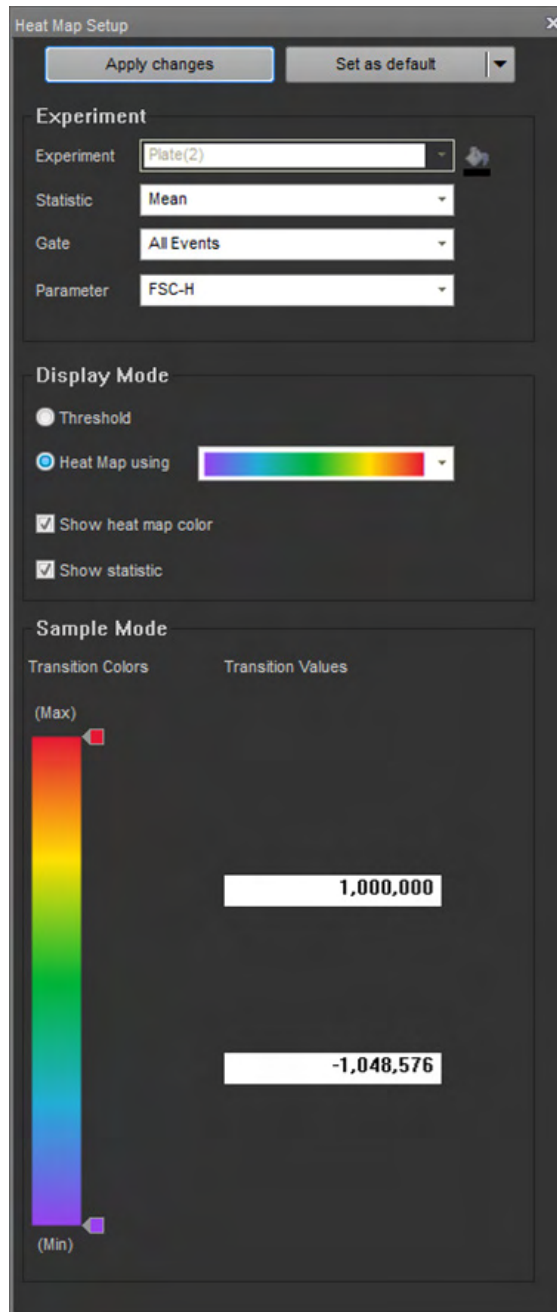 Heat Map Setup
Apply changes
Set as default
Experiment
Experiment Plate(2)
Statistic Mean
Gate All Events
Parameter FSC-H
Display Mode
Threshold
Heat Map using
Show heat map color
Show statistic
Sample Mode
Transition Colors Transition Values
(Max)
1,000,000
-1,048,576
(Min)